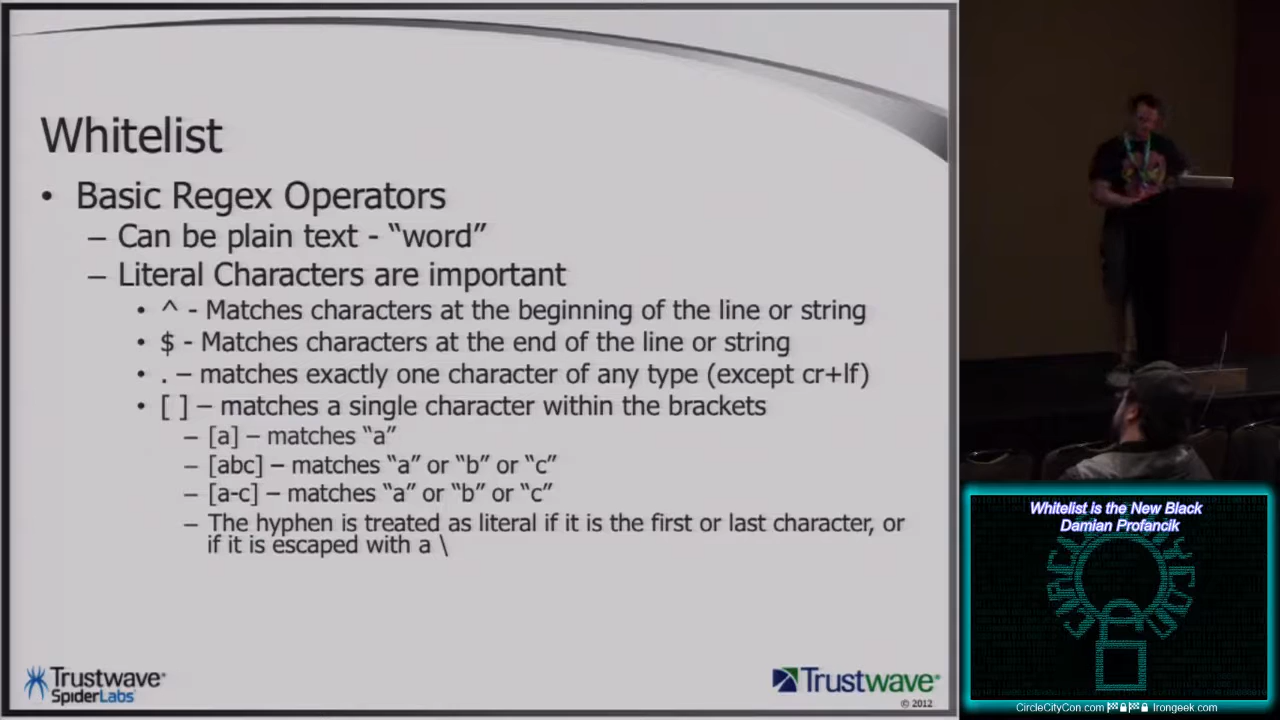 Whitelist
• Basic Regex Operators
– Can be plain text - “word”
– Literal Characters are important
• ^ - Matches characters at the beginning of the line or string
• $ - Matches characters at the end of the line or string
• . – matches exactly one character of any type (except cr+lf)
• [ ] – matches a single character within the brackets
– [a] – matches “a”
– [abc] – matches “a” or “b” or “c”
– [a-c] – matches “a” or “b” or “c”
– The hyphen is treated as literal if it is the first or last character, or
if it is escaped with a \
Trustwave®
SpiderLabs®
Trustwave®
© 2012
Whitelist is the New Black
Damian Profancik
CircleCityCon.com Irongeek.com